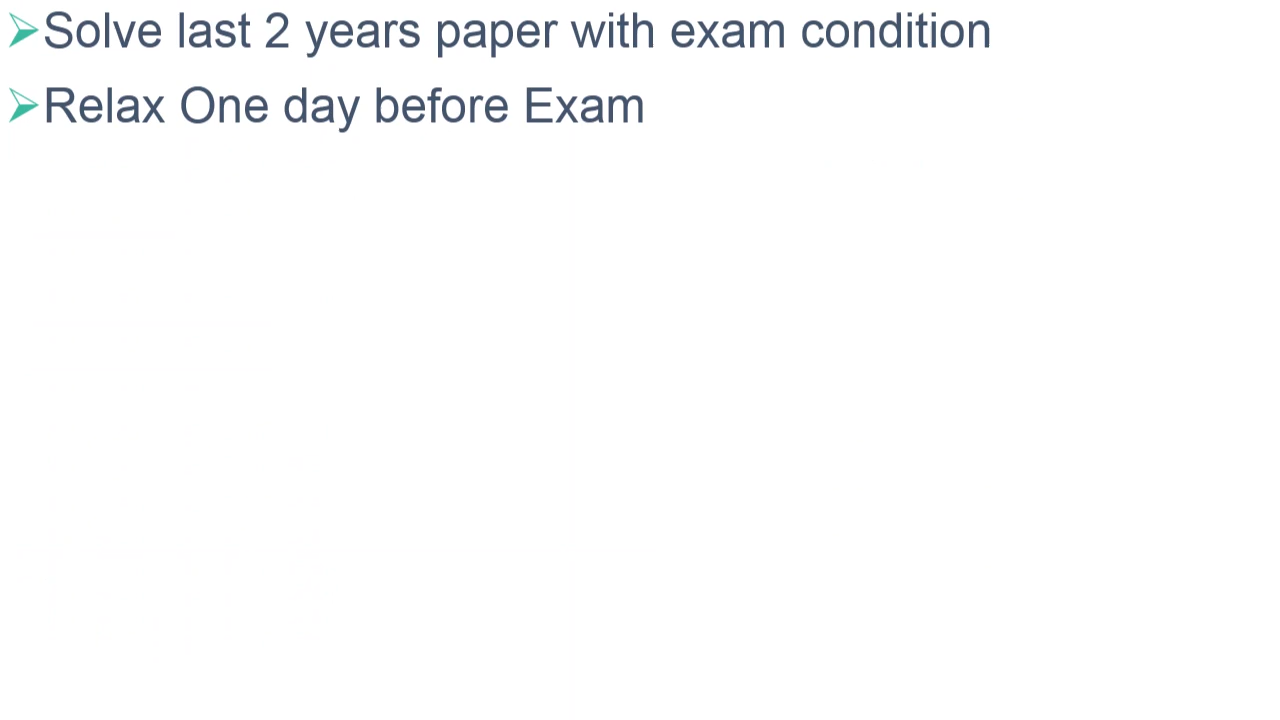 ➢Solve last 2 years paper with exam condition
➢Relax One day before Exam